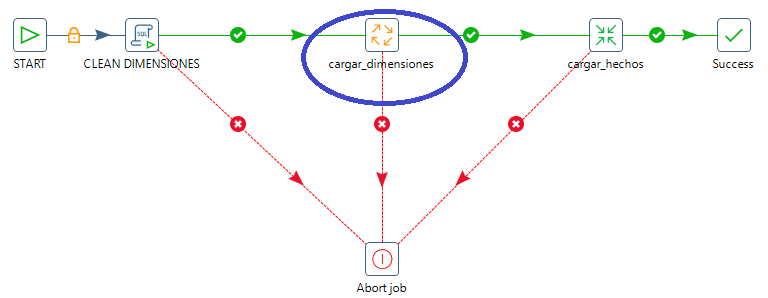 SQL
START
CLEAN DIMENSIONES
cargar_dimensiones
cargar_hechos
Success
Abort job